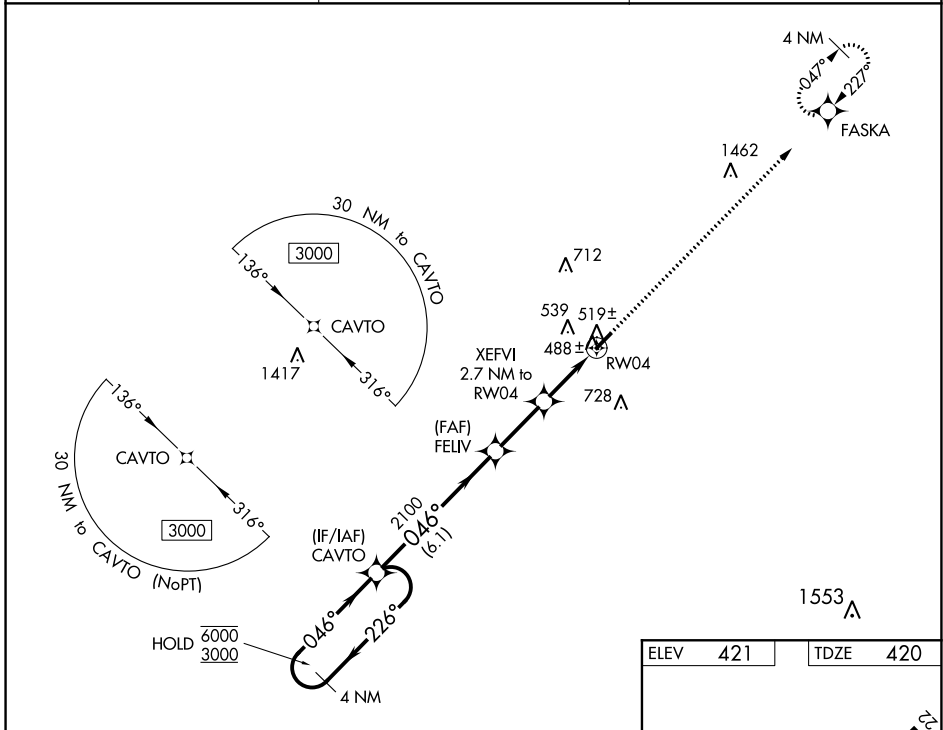 4 NM
047°
227°
FASKA
1462
30 NM to CAVTO
3000
136°
CAVTO
316°
1417
712
539
519±
488±
RW04
XEFVI
2.7 NM to
RW04
728
(FAF)
FELIV
136°
CAVTO
316°
3000
30 NM to CAVTO (NoPT)
2100
046°
(6.1)
(IF/IAF)
CAVTO
046°
226°
HOLD 6000
3000
4 NM
1553
ELEV 421
TDZE 420
22